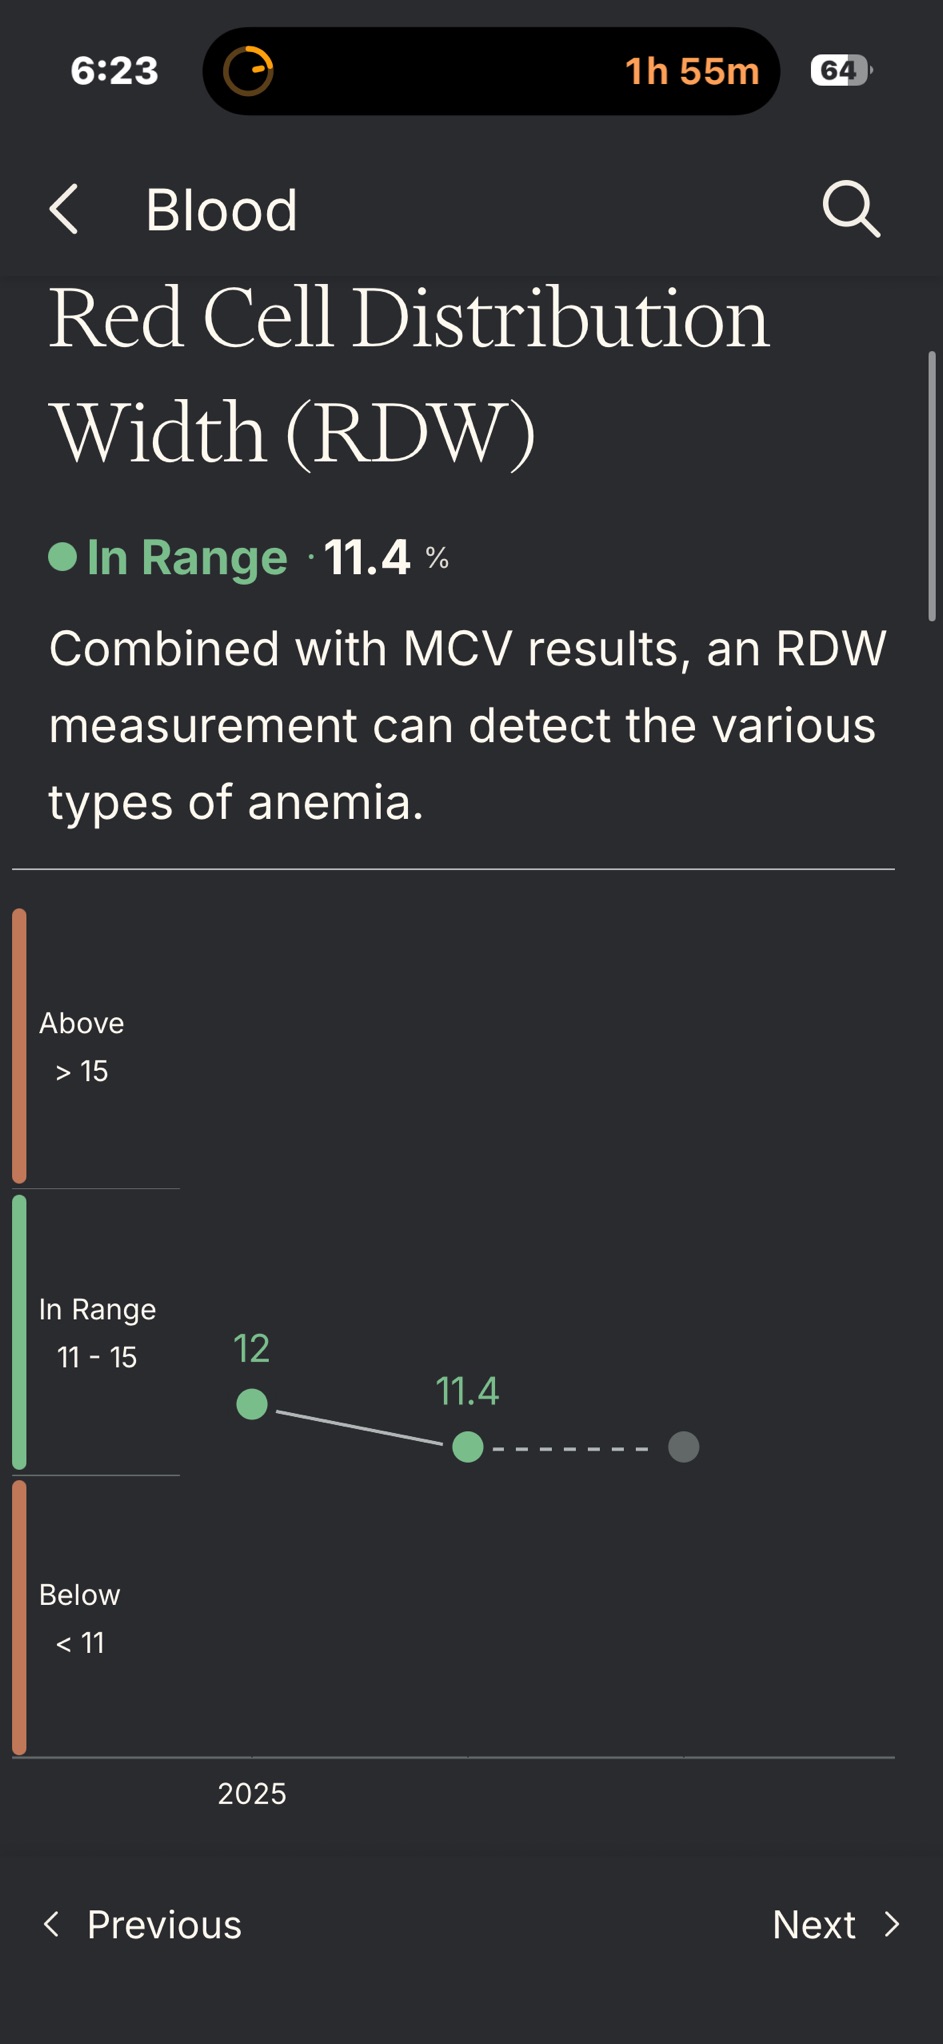 6:23
1h 55m
64
Blood
Red Cell Distribution
Width (RDW)
In Range · 11.4 %
Combined with MCV results, an RDW
measurement can detect the various
types of anemia.
Above
> 15
In Range
11 - 15
12
11.4
Below
< 11
2025
Previous
Next